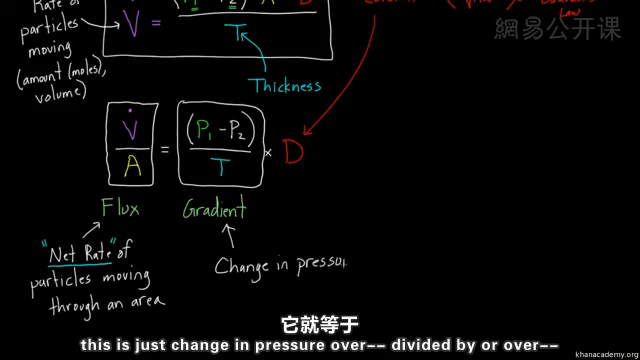 Rate of
particles
moving
(amount (moles),
volume)
V̇ =
T
Thickness
網易公开课
Law
V̇
A
=
(P₁ - P₂)
T
× D
Flux
Gradient
"Net Rate" of
particles moving
through an area
Change in pressu
它就等于
this is just change in pressure over-- divided by or over--
khanacademy.org